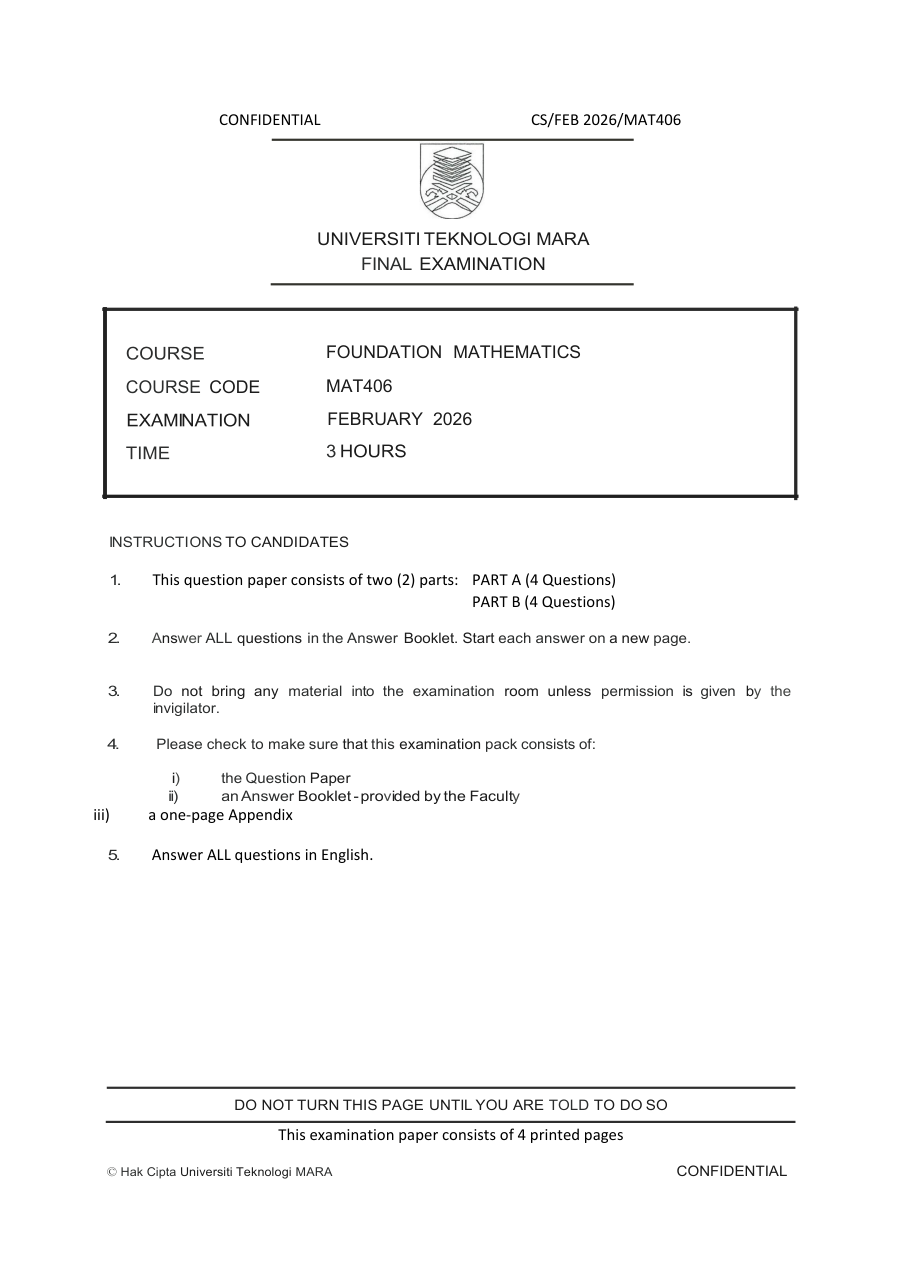 CONFIDENTIAL CS/FEB 2026/MAT406
UNIVERSITI TEKNOLOGI MARA
FINAL EXAMINATION
COURSE FOUNDATION MATHEMATICS
COURSE CODE MAT406
EXAMINATION FEBRUARY 2026
TIME 3 HOURS
INSTRUCTIONS TO CANDIDATES
1. This question paper consists of two (2) parts: PART A (4 Questions)
PART B (4 Questions)
2. Answer ALL questions in the Answer Booklet. Start each answer on a new page.
3. Do not bring any material into the examination room unless permission is given by the
invigilator.
4. Please check to make sure that this examination pack consists of:
i) the Question Paper
ii) an Answer Booklet - provided by the Faculty
iii) a one-page Appendix
5. Answer ALL questions in English.
DO NOT TURN THIS PAGE UNTIL YOU ARE TOLD TO DO SO
This examination paper consists of 4 printed pages
© Hak Cipta Universiti Teknologi MARA CONFIDENTIAL